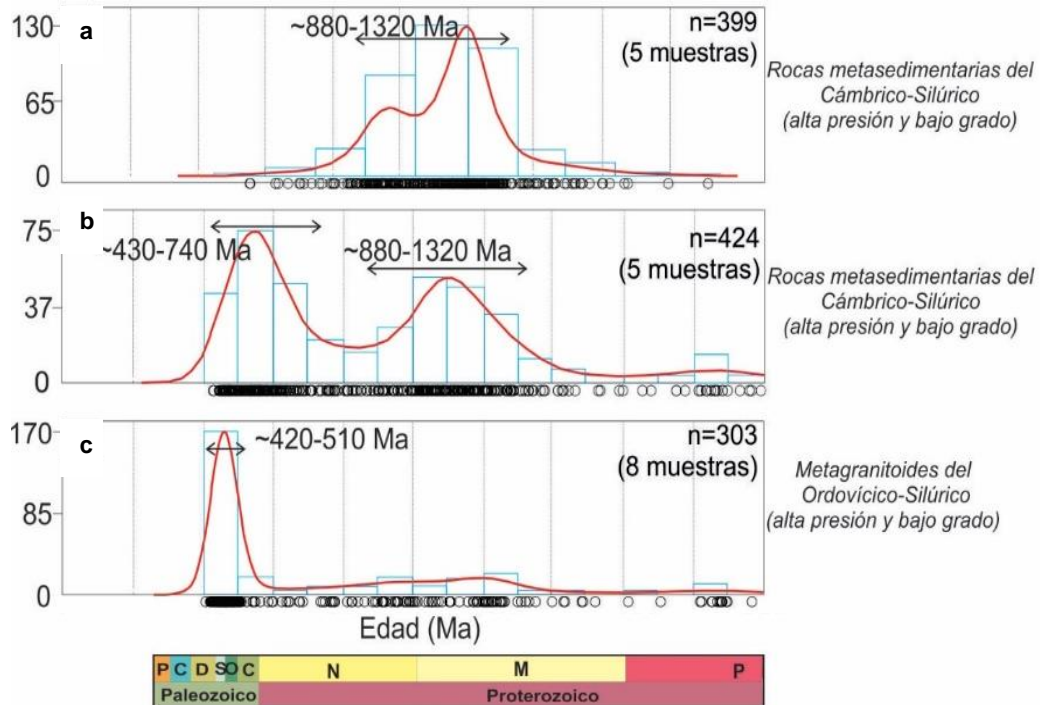 a
130
65
0
~880-1320 Ma
n=399
(5 muestras)
Rocas metasedimentarias del
Cámbrico-Silúrico
(alta presión y bajo grado)
b
75
37
0
~430-740 Ma
~880-1320 Ma
n=424
(5 muestras)
Rocas metasedimentarias del
Cámbrico-Silúrico
(alta presión y bajo grado)
c
170
85
0
~420-510 Ma
n=303
(8 muestras)
Metagranitoides del
Ordovícico-Silúrico
(alta presión y bajo grado)
Edad (Ma)
P C D S O C N M P
Paleozoico Proterozoico